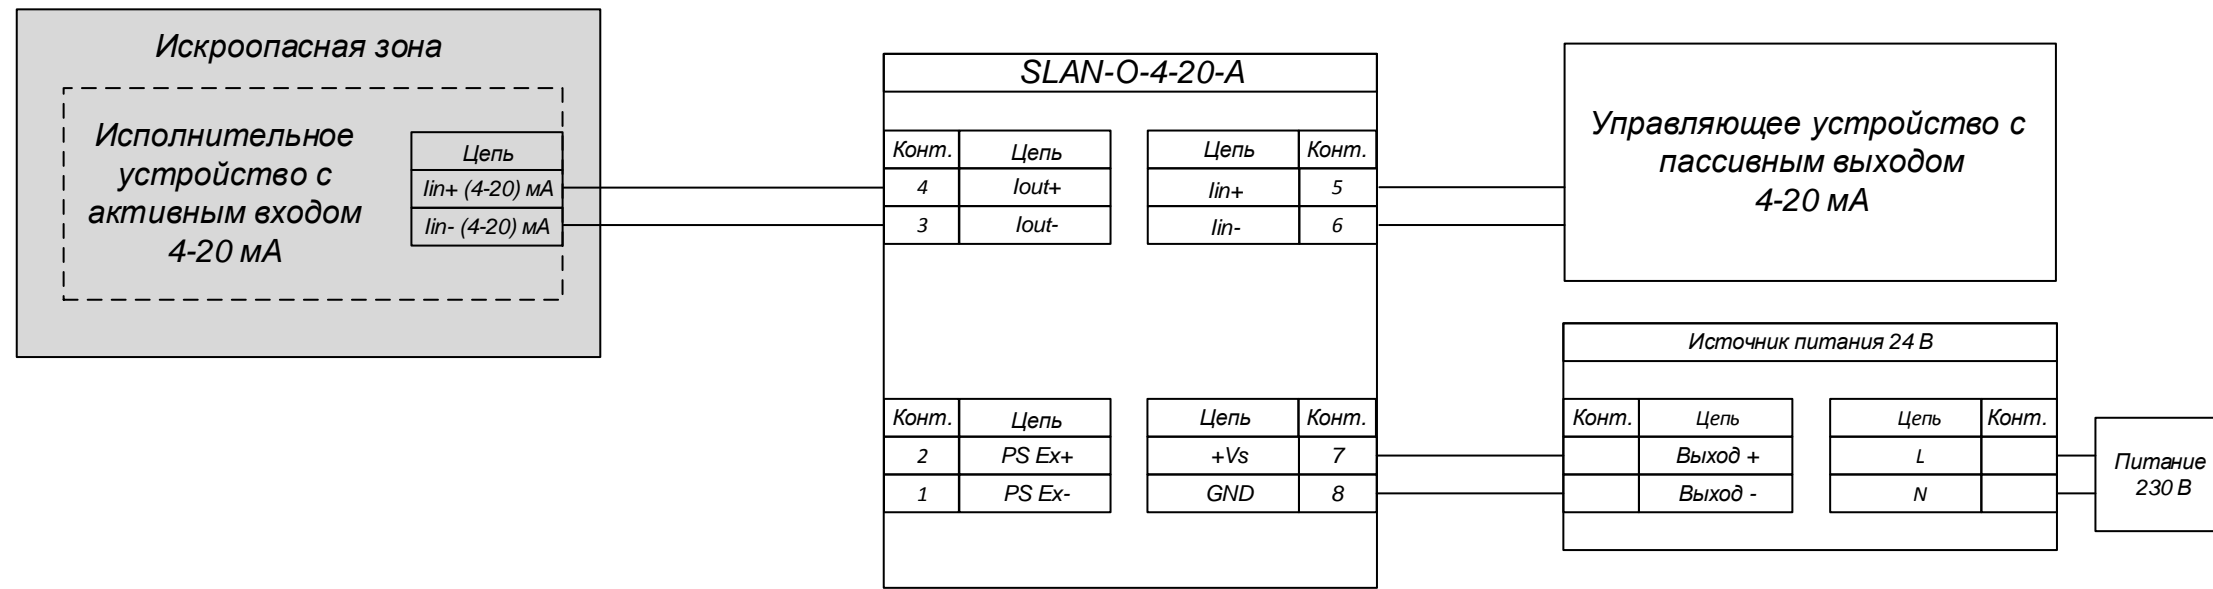 Искроопасная зона
Исполнительное
устройство с
активным входом
4-20 мА
Цепь
Iin+ (4-20) мА
Iin- (4-20) мА
SLAN-O-4-20-A
Конт. Цепь
4 Iout+
3 Iout-
Цепь Конт.
Iin+ 5
Iin- 6
Конт. Цепь
2 PS Ex+
1 PS Ex-
Цепь Конт.
+Vs 7
GND 8
Управляющее устройство с
пассивным выходом
4-20 мА
Источник питания 24 В
Конт. Цепь
Выход +
Выход -
Цепь Конт.
L
N
Питание
230 В